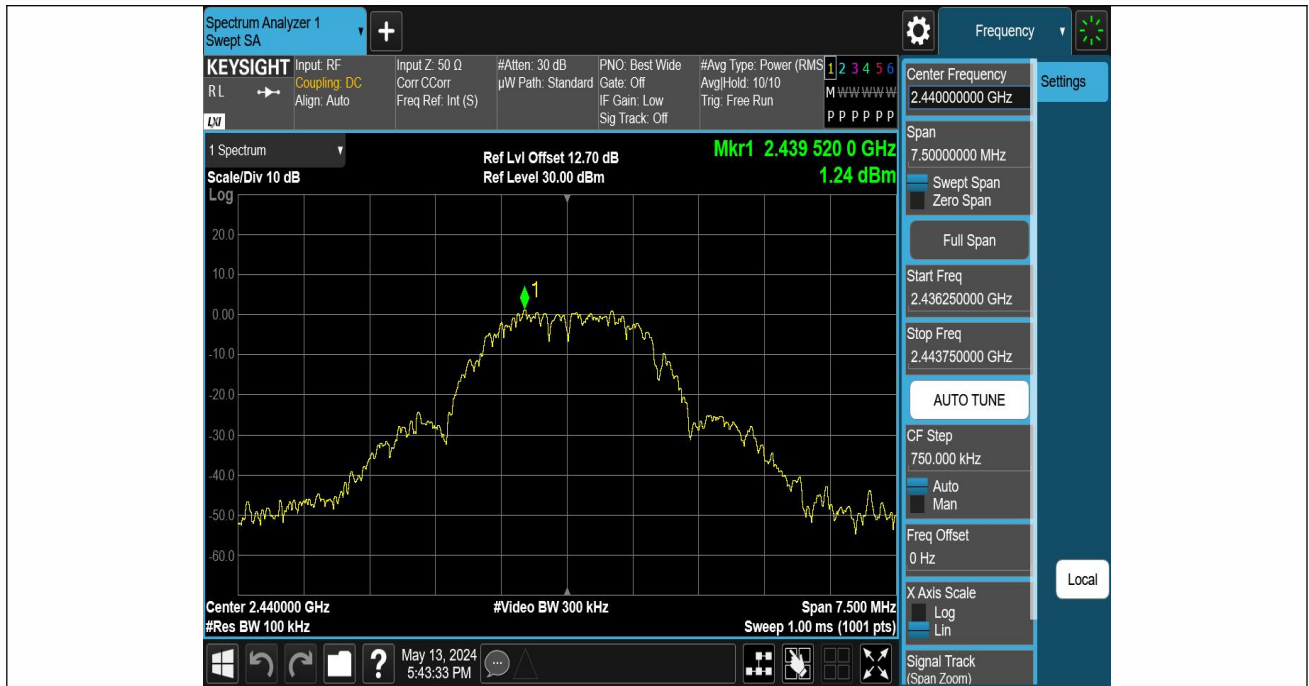 Spectrum Analyzer 1
Swept SA
+
Frequency
KEYSIGHT
RL
LXI
Input: RF
Coupling: DC
Align: Auto
Input Z: 50 Ω
Corr CCorr
Freq Ref: Int (S)
#Atten: 30 dB
µW Path: Standard
PNO: Best Wide
Gate: Off
IF Gain: Low
Sig Track: Off
#Avg Type: Power (RMS
Avg|Hold: 10/10
Trig: Free Run
1 2 3 4 5 6
M W W W W W
P P P P P P
1 Spectrum
Scale/Div 10 dB
Ref Lvl Offset 12.70 dB
Ref Level 30.00 dBm
Mkr1 2.439 520 0 GHz
1.24 dBm
Log
20.0
10.0
0.00
-10.0
-20.0
-30.0
-40.0
-50.0
-60.0
1
Center 2.440000 GHz
#Res BW 100 kHz
#Video BW 300 kHz
Span 7.500 MHz
Sweep 1.00 ms (1001 pts)
Center Frequency
2.440000000 GHz
Settings
Span
7.50000000 MHz
Swept Span
Zero Span
Full Span
Start Freq
2.436250000 GHz
Stop Freq
2.443750000 GHz
AUTO TUNE
CF Step
750.000 kHz
Auto
Man
Freq Offset
0 Hz
Local
X Axis Scale
Log
Lin
Signal Track
(Span Zoom)
?
May 13, 2024
5:43:33 PM